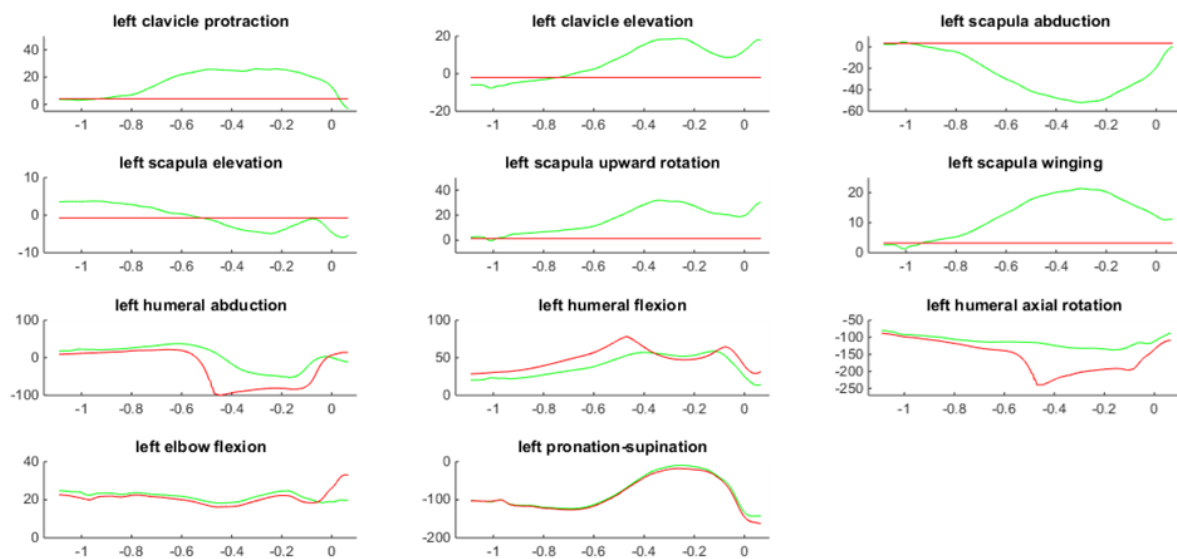 left clavicle protraction
40
20
0
-1 -0.8 -0.6 -0.4 -0.2 0
left clavicle elevation
20
0
-20
-1 -0.8 -0.6 -0.4 -0.2 0
left scapula abduction
0
-20
-40
-60
-1 -0.8 -0.6 -0.4 -0.2 0
left scapula elevation
10
0
-10
-1 -0.8 -0.6 -0.4 -0.2 0
left scapula upward rotation
40
20
0
-1 -0.8 -0.6 -0.4 -0.2 0
left scapula winging
20
10
0
-1 -0.8 -0.6 -0.4 -0.2 0
left humeral abduction
100
0
-100
-1 -0.8 -0.6 -0.4 -0.2 0
left humeral flexion
100
50
0
-1 -0.8 -0.6 -0.4 -0.2 0
left humeral axial rotation
-50
-100
-150
-200
-250
-1 -0.8 -0.6 -0.4 -0.2 0
left elbow flexion
40
20
0
-1 -0.8 -0.6 -0.4 -0.2 0
left pronation-supination
0
-100
-200
-1 -0.8 -0.6 -0.4 -0.2 0